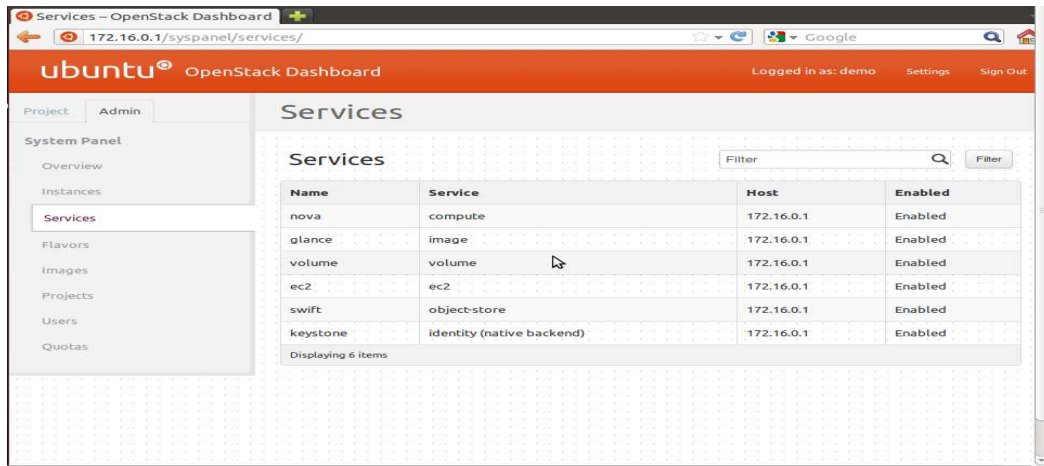 Services – OpenStack Dashboard
172.16.0.1/syspanel/services/
Google
ubuntu® OpenStack Dashboard
Logged in as: demo Settings Sign Out
Project Admin
Services
System Panel
Overview
Instances
Services
Flavors
Images
Projects
Users
Quotas
Services
Filter Filter
Name Service Host Enabled
nova compute 172.16.0.1 Enabled
glance image 172.16.0.1 Enabled
volume volume 172.16.0.1 Enabled
ec2 ec2 172.16.0.1 Enabled
swift object-store 172.16.0.1 Enabled
keystone identity (native backend) 172.16.0.1 Enabled
Displaying 6 items